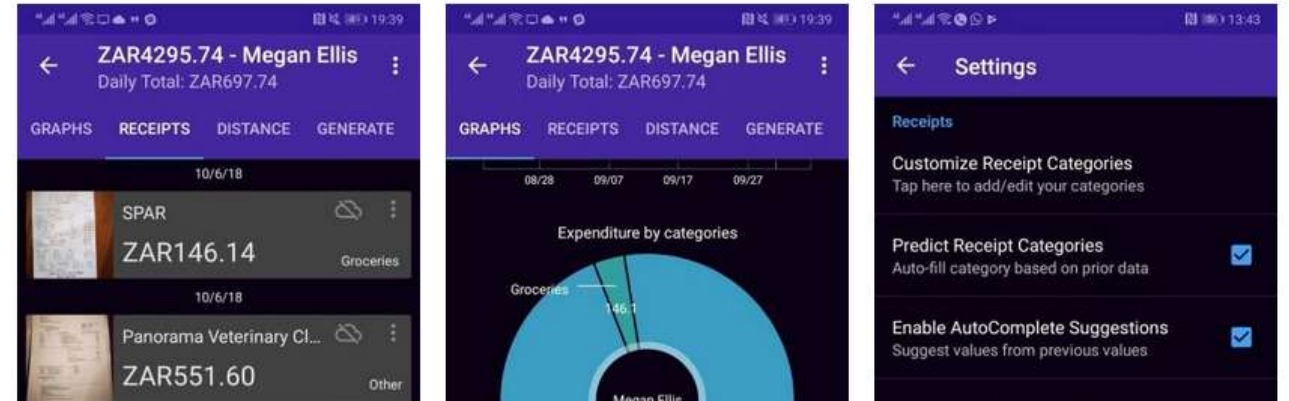 19:39
ZAR4295.74 - Megan Ellis
Daily Total: ZAR697.74
GRAPHS RECEIPTS DISTANCE GENERATE
10/6/18
SPAR
ZAR146.14
Groceries
10/6/18
Panorama Veterinary Cl...
ZAR551.60
Other
19:39
ZAR4295.74 - Megan Ellis
Daily Total: ZAR697.74
GRAPHS RECEIPTS DISTANCE GENERATE
08/28 09/07 09/17 09/27
Expenditure by categories
Groceries
146.1
Megan Ellis
13:43
Settings
Receipts
Customize Receipt Categories
Tap here to add/edit your categories
Predict Receipt Categories
Auto-fill category based on prior data
Enable AutoComplete Suggestions
Suggest values from previous values